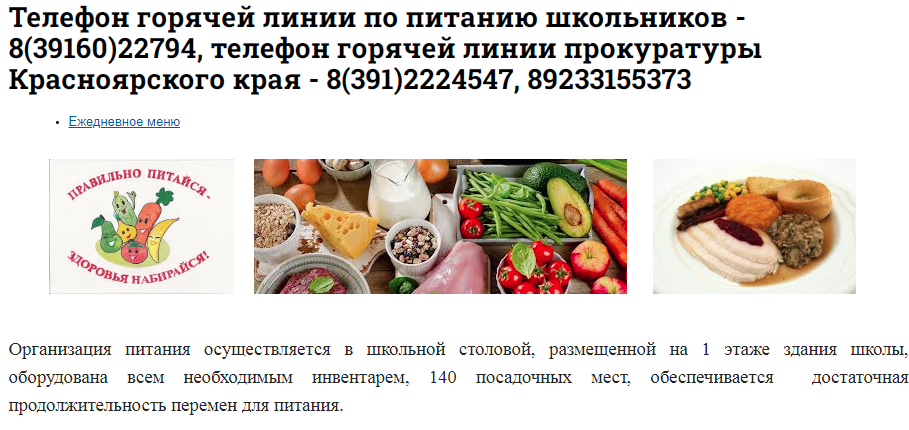 Телефон горячей линии по питанию школьников -
8(39160)22794, телефон горячей линии прокуратуры
Красноярского края - 8(391)2224547, 89233155373
Ежедневное меню
ПРАВИЛЬНО ПИТАЙСЯ -
ЗДОРОВЬЯ НАБИРАЙСЯ!
Организация питания осуществляется в школьной столовой, размещенной на 1 этаже здания школы,
оборудована всем необходимым инвентарем, 140 посадочных мест, обеспечивается достаточная
продолжительность перемен для питания.